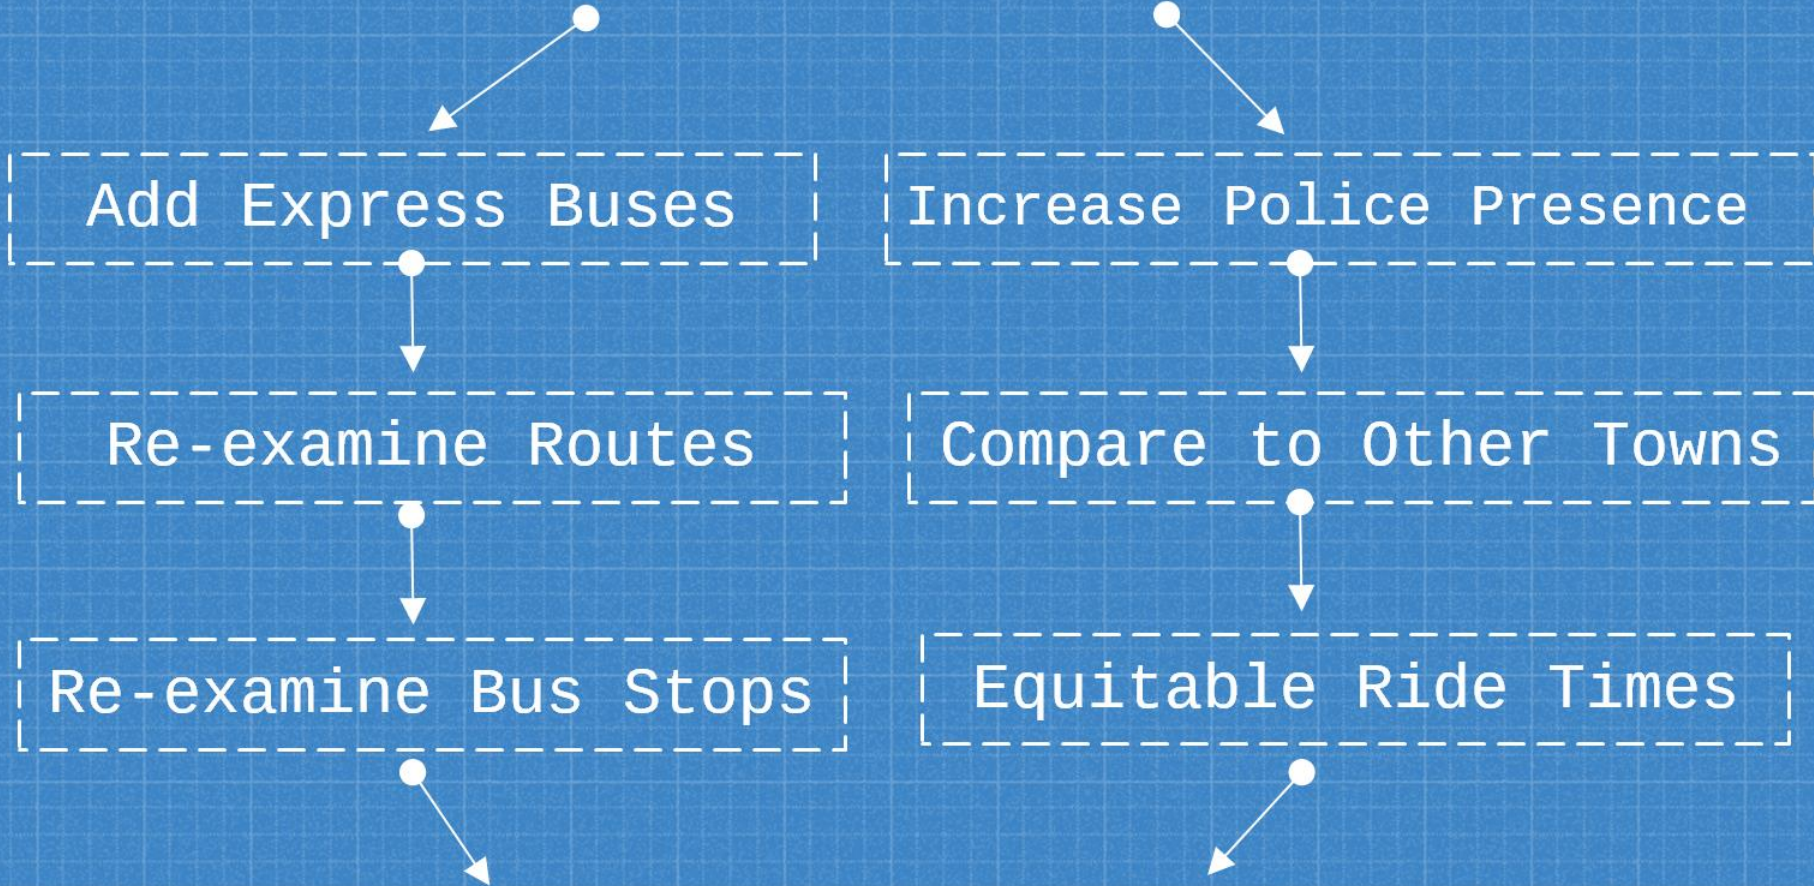 Add Express Buses
Increase Police Presence
Re-examine Routes
Compare to Other Towns
Re-examine Bus Stops
Equitable Ride Times